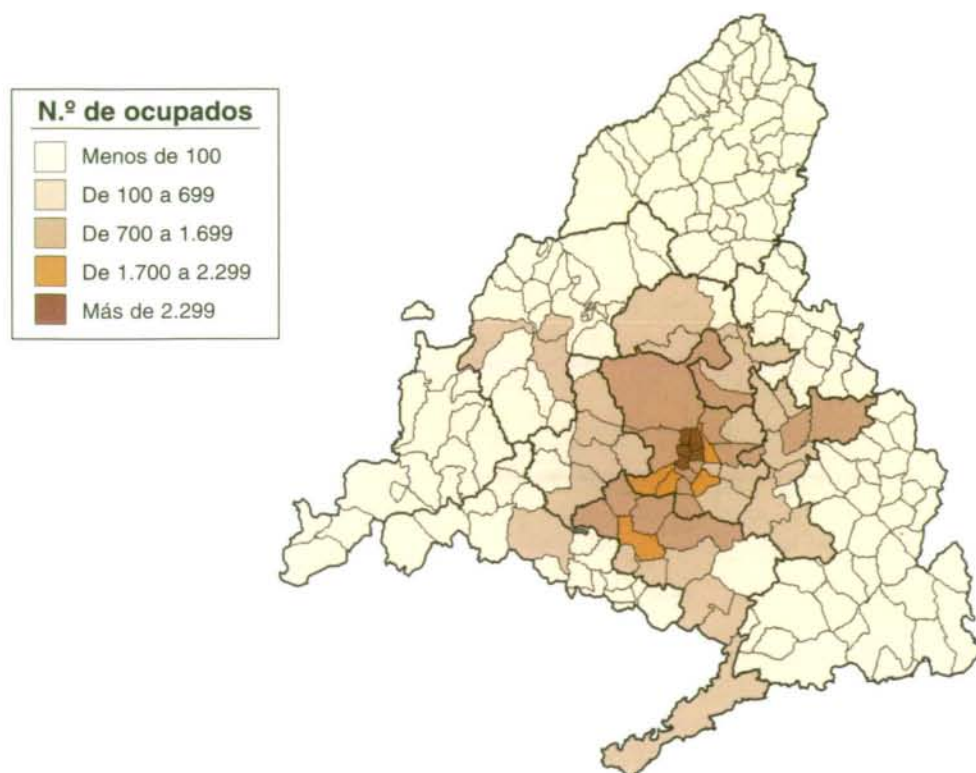 N.º de ocupados
Menos de 100
De 100 a 699
De 700 a 1.699
De 1.700 a 2.299
Más de 2.299